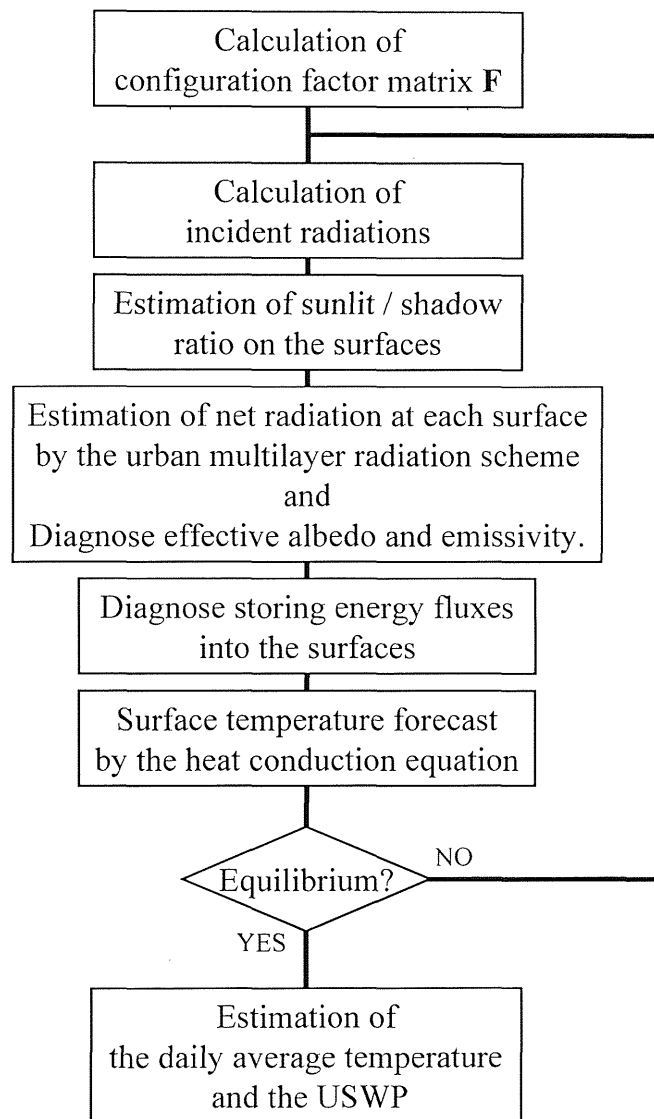 Calculation of
configuration factor matrix F
Calculation of
incident radiations
Estimation of sunlit / shadow
ratio on the surfaces
Estimation of net radiation at each surface
by the urban multilayer radiation scheme
and
Diagnose effective albedo and emissivity.
Diagnose storing energy fluxes
into the surfaces
Surface temperature forecast
by the heat conduction equation
Equilibrium?
NO
YES
Estimation of
the daily average temperature
and the USWP